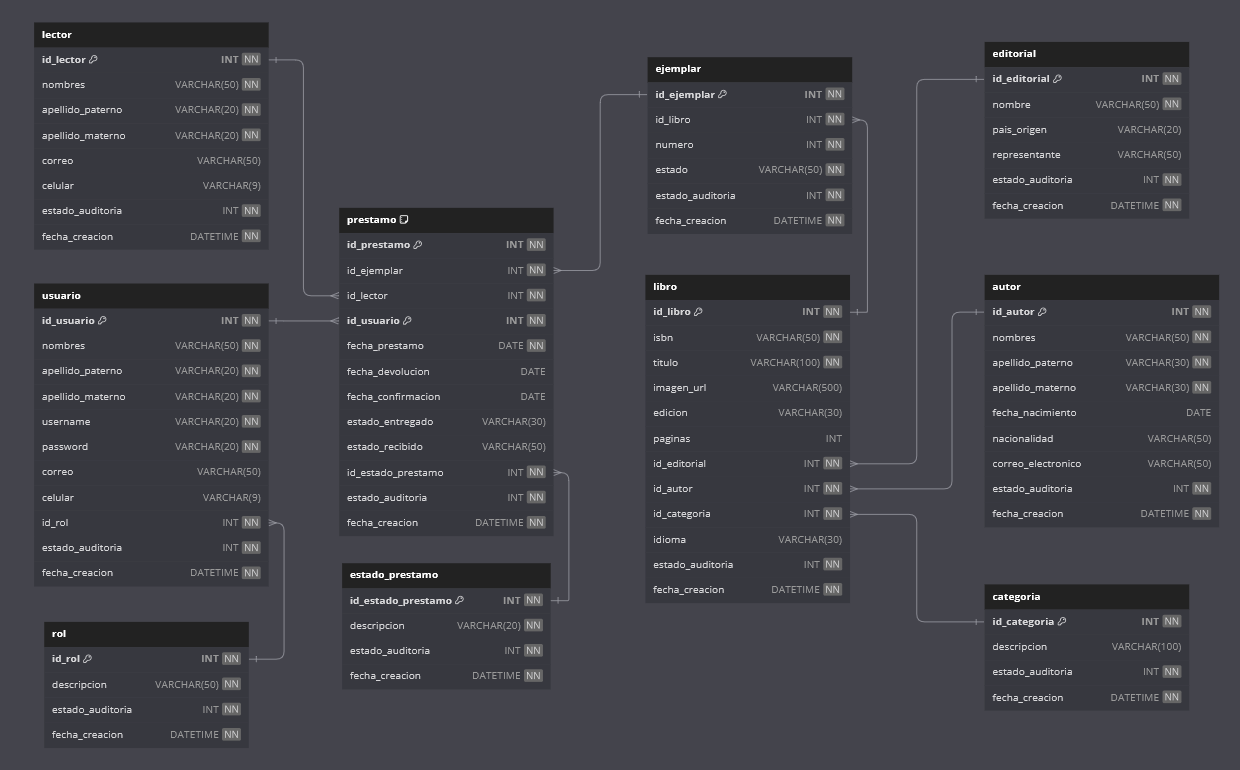 lector
id_lector INT NN
nombres VARCHAR(50) NN
apellido_paterno VARCHAR(20) NN
apellido_materno VARCHAR(20) NN
correo VARCHAR(50)
celular VARCHAR(9)
estado_auditoria INT NN
fecha_creacion DATETIME NN
usuario
id_usuario INT NN
nombres VARCHAR(50) NN
apellido_paterno VARCHAR(20) NN
apellido_materno VARCHAR(20) NN
username VARCHAR(20) NN
password VARCHAR(20) NN
correo VARCHAR(50)
celular VARCHAR(9)
id_rol INT NN
estado_auditoria INT NN
fecha_creacion DATETIME NN
rol
id_rol INT NN
descripcion VARCHAR(50) NN
estado_auditoria INT NN
fecha_creacion DATETIME NN
prestamo
id_prestamo INT NN
id_ejemplar INT NN
id_lector INT NN
id_usuario INT NN
fecha_prestamo DATE NN
fecha_devolucion DATE
fecha_confirmacion DATE
estado_entregado VARCHAR(30)
estado_recibido VARCHAR(50)
id_estado_prestamo INT NN
estado_auditoria INT NN
fecha_creacion DATETIME NN
estado_prestamo
id_estado_prestamo INT NN
descripcion VARCHAR(20) NN
estado_auditoria INT NN
fecha_creacion DATETIME NN
ejemplar
id_ejemplar INT NN
id_libro INT NN
numero INT NN
estado VARCHAR(50) NN
estado_auditoria INT NN
fecha_creacion DATETIME NN
libro
id_libro INT NN
isbn VARCHAR(50) NN
titulo VARCHAR(100) NN
imagen_url VARCHAR(500)
edicion VARCHAR(30)
paginas INT
id_editorial INT NN
id_autor INT NN
id_categoria INT NN
idioma VARCHAR(30)
estado_auditoria INT NN
fecha_creacion DATETIME NN
editorial
id_editorial INT NN
nombre VARCHAR(50) NN
pais_origen VARCHAR(20)
representante VARCHAR(50)
estado_auditoria INT NN
fecha_creacion DATETIME NN
autor
id_autor INT NN
nombres VARCHAR(50) NN
apellido_paterno VARCHAR(30) NN
apellido_materno VARCHAR(30) NN
fecha_nacimiento DATE
nacionalidad VARCHAR(50)
correo_electronico VARCHAR(50)
estado_auditoria INT NN
fecha_creacion DATETIME NN
categoria
id_categoria INT NN
descripcion VARCHAR(100)
estado_auditoria INT NN
fecha_creacion DATETIME NN